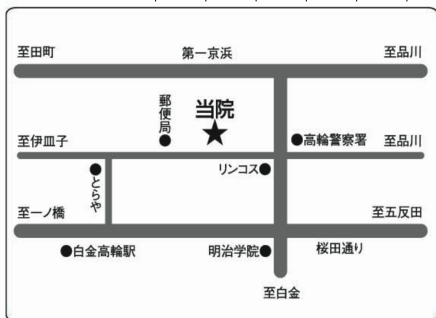 至田町
第一京浜
至品川
郵便局
当院
★
至伊皿子
●高輪警察署
至品川
とらや
リンコス●
至一ノ橋
至五反田
●白金高輪駅
明治学院●
桜田通り
至白金